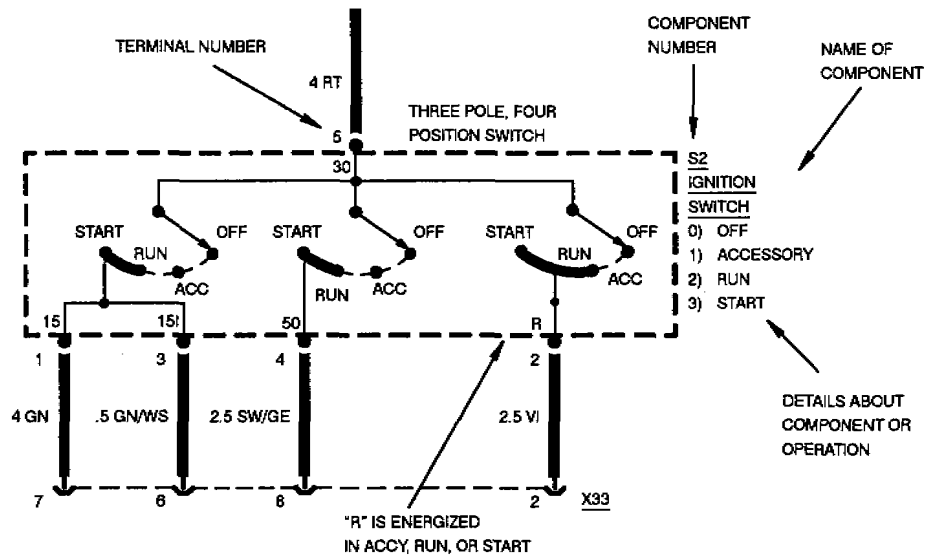 TERMINAL NUMBER
COMPONENT
NUMBER
NAME OF
COMPONENT
4 RT
THREE POLE, FOUR
POSITION SWITCH
5
30
S2
IGNITION
SWITCH
0) OFF
1) ACCESSORY
2) RUN
3) START
START
RUN
ACC
OFF
START
RUN
ACC
OFF
START
RUN
ACC
OFF
15
15I
50
R
1
3
4
2
4 GN
.5 GN/WS
2.5 SW/GE
2.5 VI
DETAILS ABOUT
COMPONENT OR
OPERATION
7
6
8
2
X33
"R" IS ENERGIZED
IN ACCY, RUN, OR START